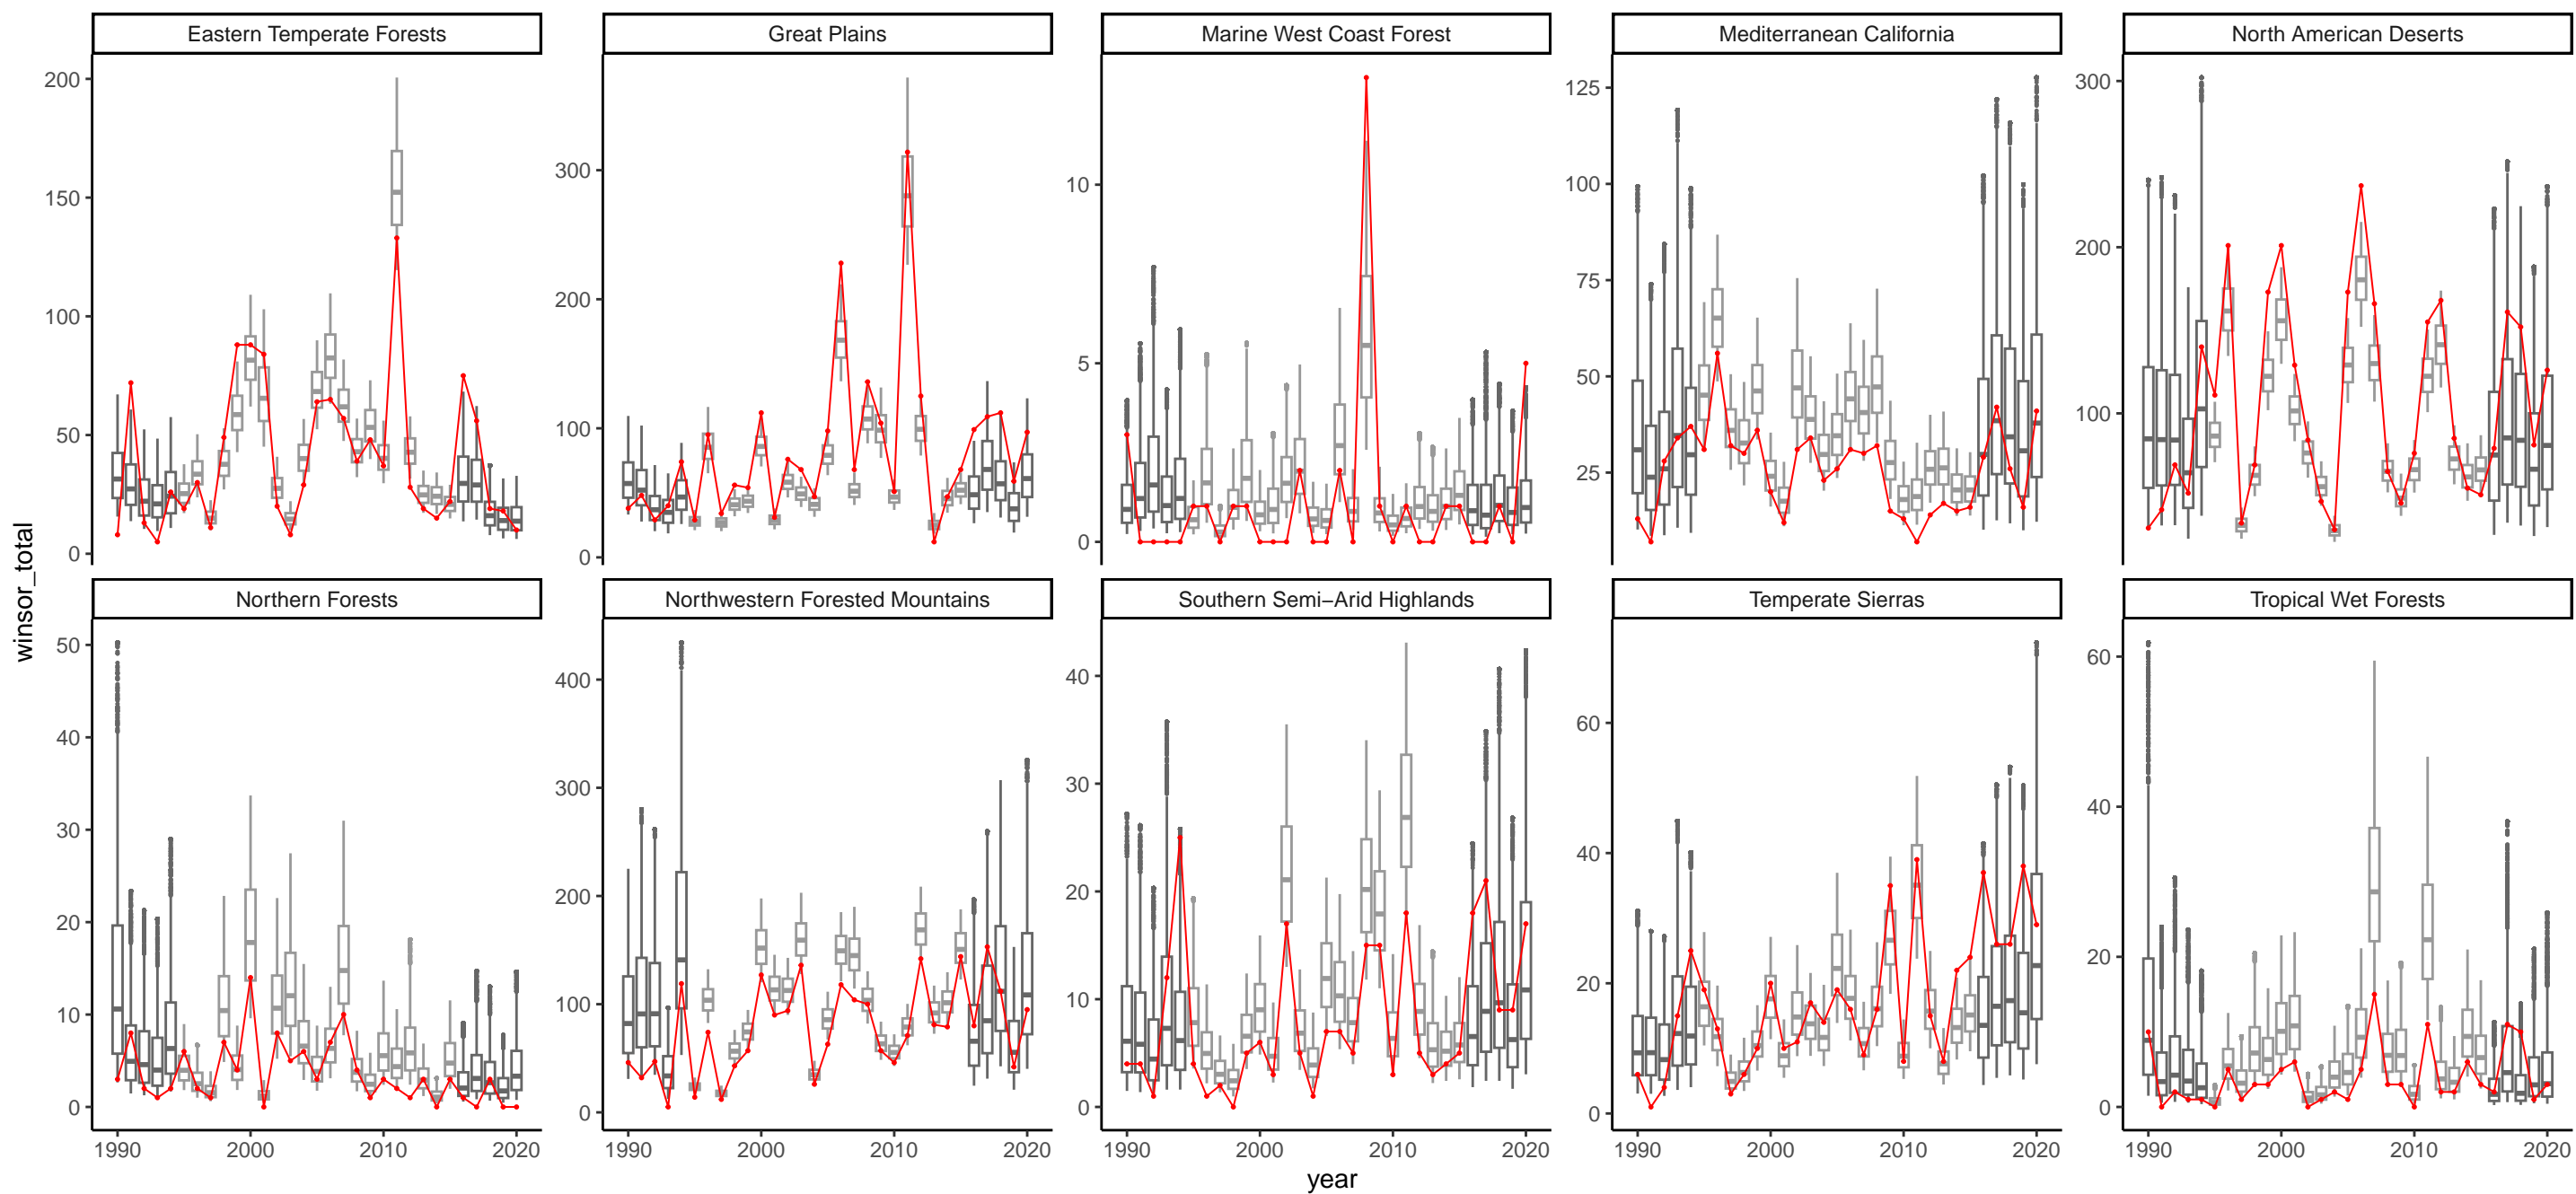 Eastern Temperate Forests
Great Plains
Marine West Coast Forest
Mediterranean California
North American Deserts
200
150
100
50
0
300
200
100
0
10
5
0
125
100
75
50
25
300
200
100
Northern Forests
Northwestern Forested Mountains
Southern Semi−Arid Highlands
Temperate Sierras
Tropical Wet Forests
50
40
30
20
10
0
400
300
200
100
0
40
30
20
10
0
60
40
20
0
60
40
20
0
1990 2000 2010 2020
1990 2000 2010 2020
1990 2000 2010 2020
1990 2000 2010 2020
1990 2000 2010 2020
winsor_total
year